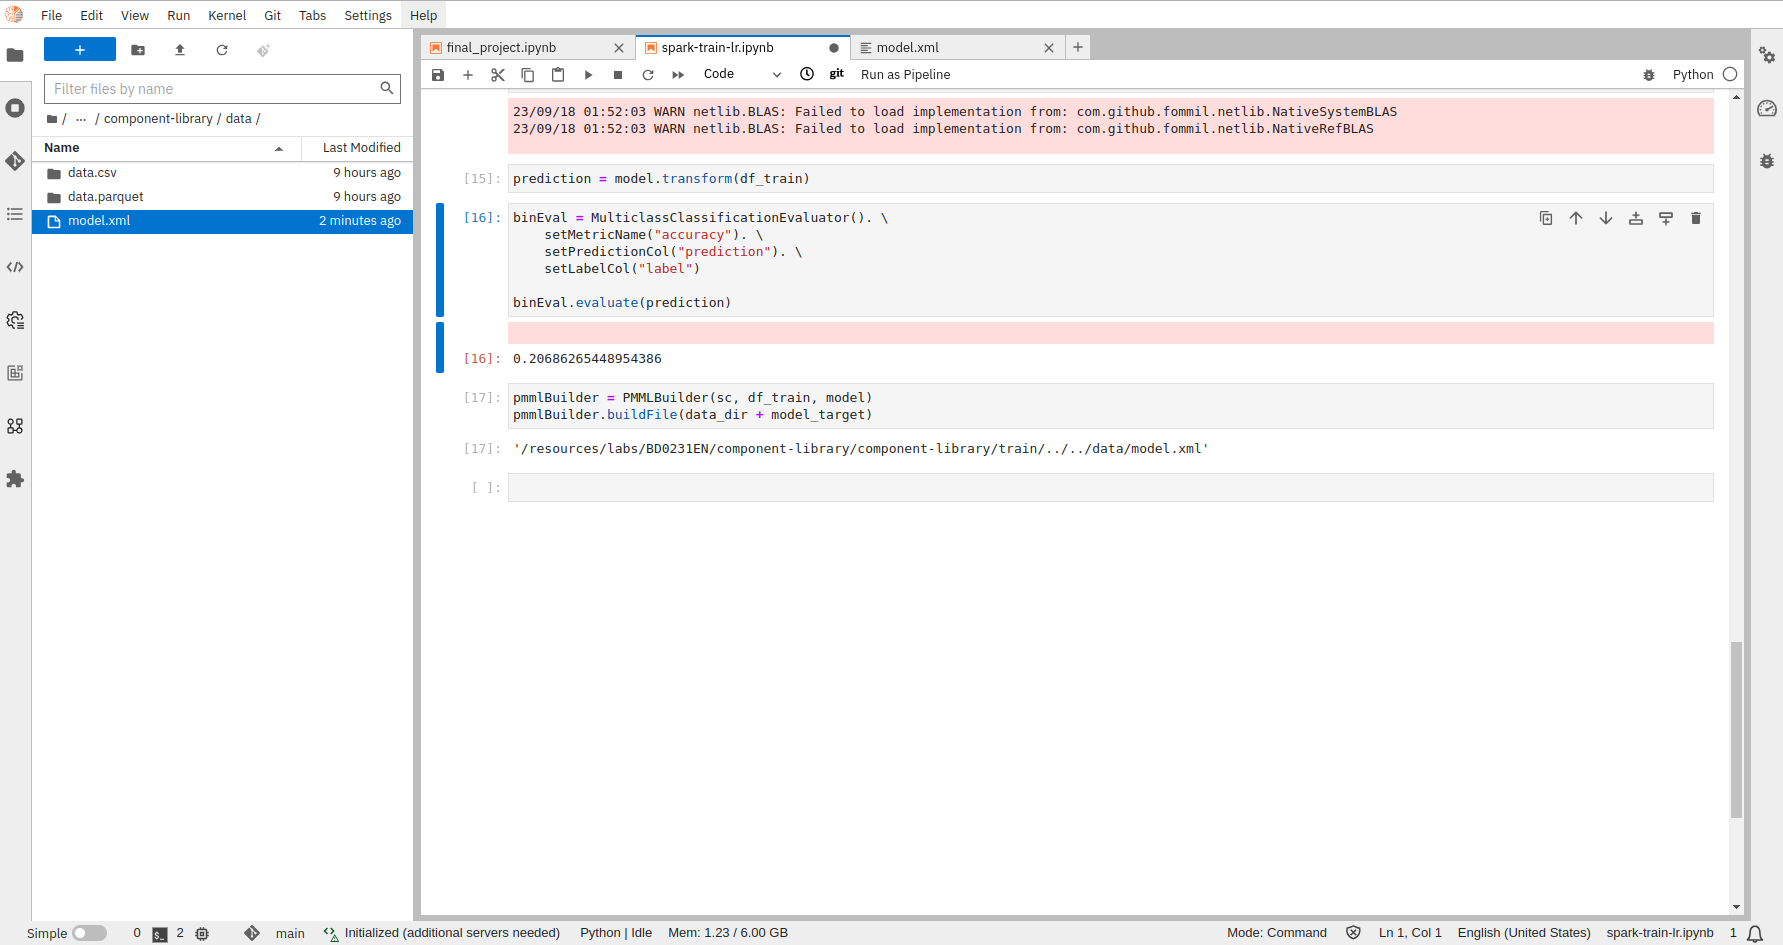 File Edit View Run Kernel Git Tabs Settings Help
final_project.ipynb spark-train-lr.ipynb model.xml
Code git Run as Pipeline Python
Filter files by name
/ ... / component-library / data /
Name Last Modified
data.csv 9 hours ago
data.parquet 9 hours ago
model.xml 2 minutes ago
23/09/18 01:52:03 WARN netlib.BLAS: Failed to load implementation from: com.github.fommil.netlib.NativeSystemBLAS
23/09/18 01:52:03 WARN netlib.BLAS: Failed to load implementation from: com.github.fommil.netlib.NativeRefBLAS
[15]: prediction = model.transform(df_train)
[16]: binEval = MulticlassClassificationEvaluator(). \
setMetricName("accuracy"). \
setPredictionCol("prediction"). \
setLabelCol("label")
binEval.evaluate(prediction)
[16]: 0.20686265448954386
[17]: pmmlBuilder = PMMLBuilder(sc, df_train, model)
pmmlBuilder.buildFile(data_dir + model_target)
[17]: '/resources/labs/BD0231EN/component-library/component-library/train/../../data/model.xml'
[ ]:
Simple 0 $_ 2 main Initialized (additional servers needed) Python | Idle Mem: 1.23 / 6.00 GB Mode: Command Ln 1, Col 1 English (United States) spark-train-lr.ipynb 1